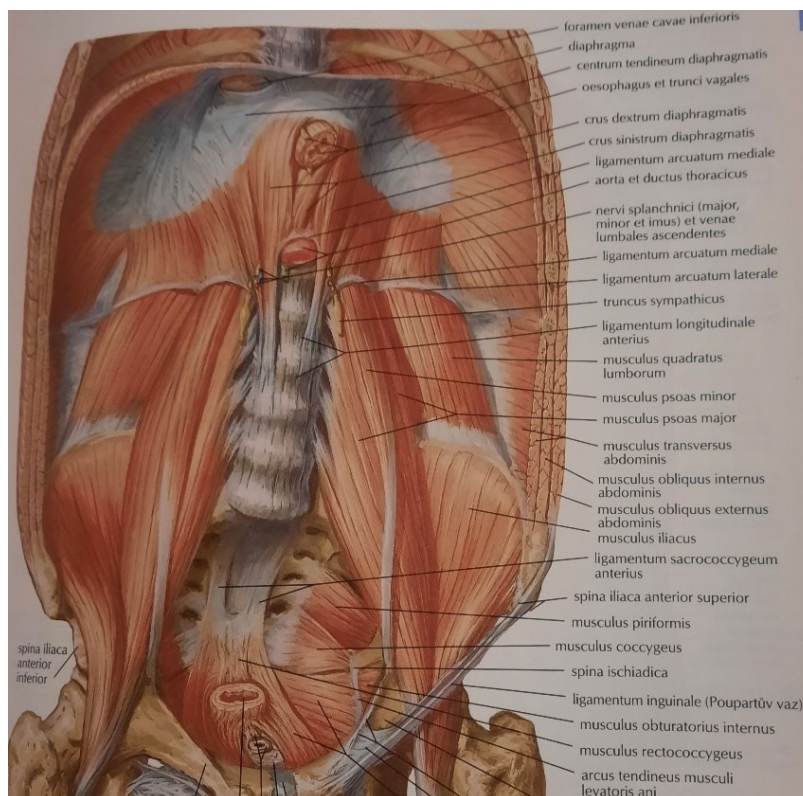 foramen venae cavae inferioris
diaphragma
centrum tendineum diaphragmatis
oesophagus et trunci vagales
crus dextrum diaphragmatis
crus sinistrum diaphragmatis
ligamentum arcuatum mediale
aorta et ductus thoracicus
nervi splanchnici (major,
minor et imus) et venae
lumbales ascendentes
ligamentum arcuatum mediale
ligamentum arcuatum laterale
truncus sympathicus
ligamentum longitudinale
anterius
musculus quadratus
lumborum
musculus psoas minor
musculus psoas major
musculus transversus
abdominis
musculus obliquus internus
abdominis
musculus obliquus externus
abdominis
musculus iliacus
ligamentum sacrococcygeum
anterius
spina iliaca anterior superior
musculus piriformis
musculus coccygeus
spina ischiadica
ligamentum inguinale (Poupartův vaz)
musculus obturatorius internus
musculus rectococcygeus
arcus tendineus musculi
levatoris ani
spina iliaca
anterior
inferior